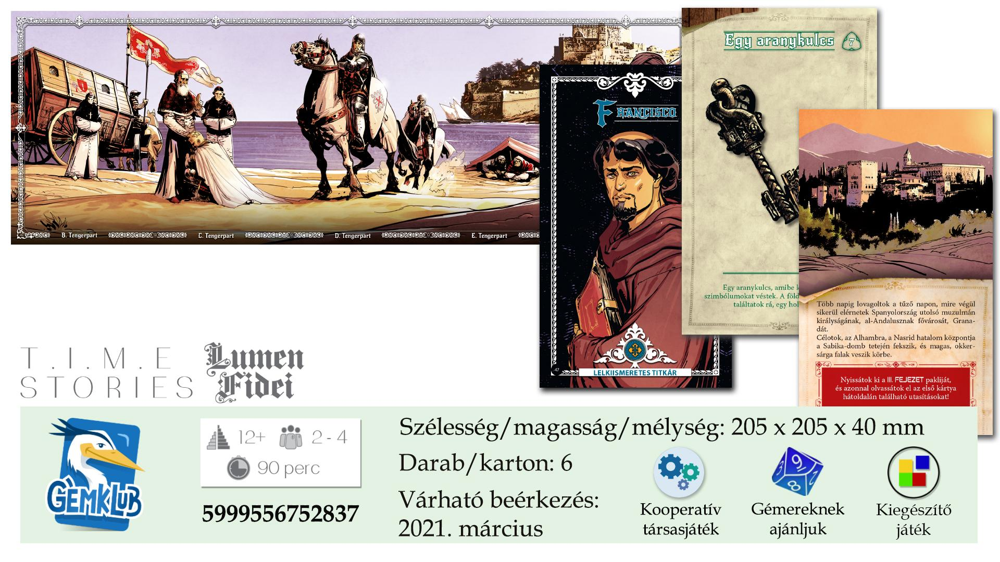 B. Tengerpart
C. Tengerpart
D. Tengerpart
E. Tengerpart
FRANCISCO
47
LELKIISMERETES TITKÁR
Egy aranykulcs
7
Egy aranykulcs, amibe
szimbólumokat véstek. A
találtatok rá, egy
Több napig lovagoltok a tűző napon, mire végül
sikerül elérnetek Spanyolország utolsó muzulmán
királyságának, al-Andalusznak fővárosát, Grana-
dát.
Célotok, az Alhambra, a Nasrid hatalom központja
a Sabika-domb tetején fekszik, és magas, okker-
sárga falak veszik körbe.
Nyissátok ki a III. FEJEZET pakliját,
és azonnal olvassátok el az első kártya
hátoldalán található utasításokat!
T.I.M.E
STORIES
Lumen
Fidei
GÉMKLUB
12+
2 - 4
90 perc
5999556752837
Szélesség/magasság/mélység: 205 x 205 x 40 mm
Darab/karton: 6
Várható beérkezés:
2021. március
9
8
Kooperatív
társasjáték
Gémereknek
ajánljuk
Kiegészítő
játék